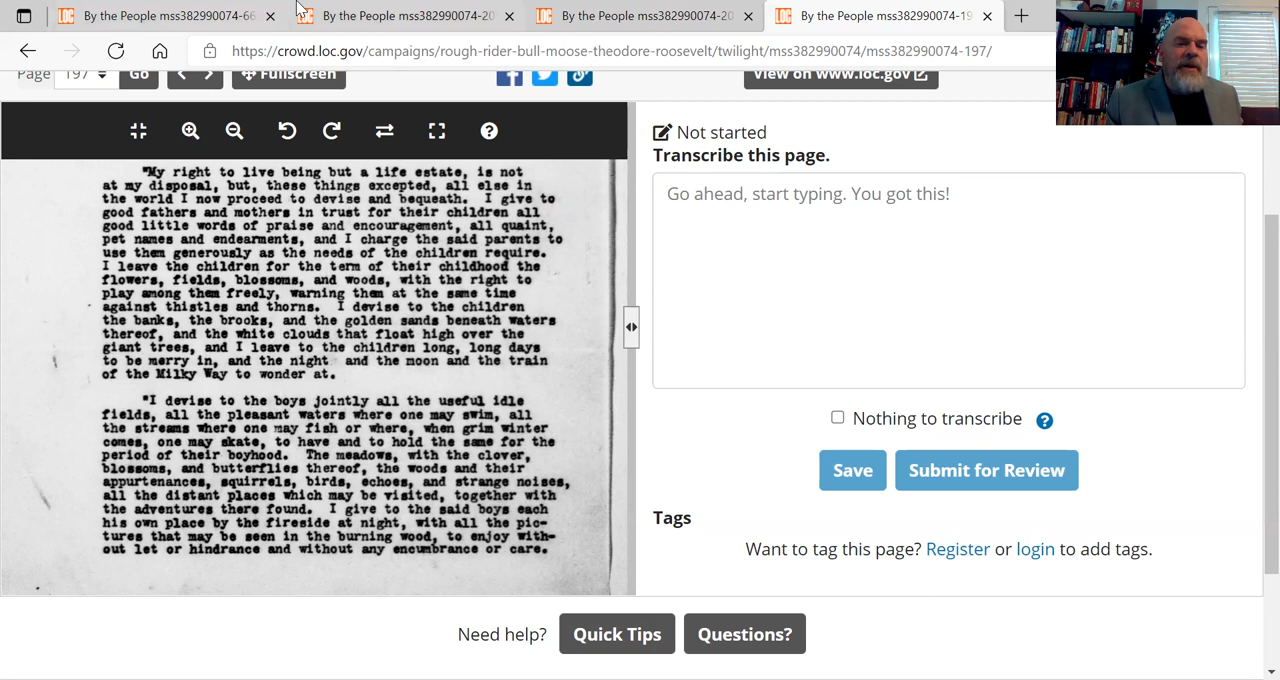 By the People mss382990074-66
By the People mss382990074-20
By the People mss382990074-20
By the People mss382990074-19
https://crowd.loc.gov/campaigns/rough-rider-bull-moose-theodore-roosevelt/twilight/mss382990074/mss382990074-197/
Page 197 Go Fullscreen View on www.loc.gov
"My right to live being but a life estate, is not
at my disposal, but, these things excepted, all else in
the world I now proceed to devise and bequeath. I give to
good fathers and mothers in trust for their children all
good little words of praise and encouragement, all quaint,
pet names and endearments, and I charge the said parents to
use them generously as the needs of the children require.
I leave the children for the term of their childhood the
flowers, fields, blossoms, and woods, with the right to
play among them freely, warning them at the same time
against thistles and thorns. I devise to the children
the banks, the brooks, and the golden sands beneath waters
thereof, and the white clouds that float high over the
giant trees, and I leave to the children long, long days
to be merry in, and the night and the moon and the train
of the Milky Way to wonder at.
"I devise to the boys jointly all the useful idle
fields, all the pleasant waters where one may swim, all
the streams where one may fish or where, when grim winter
comes, one may skate, to have and to hold the same for the
period of their boyhood. The meadows, with the clover,
blossoms, and butterflies thereof, the woods and their
appurtenances, squirrels, birds, echoes, and strange noises,
all the distant places which may be visited, together with
the adventures there found. I give to the said boys each
his own place by the fireside at night, with all the pic-
tures that may be seen in the burning wood, to enjoy with-
out let or hindrance and without any encumbrance or care.
Not started
Transcribe this page.
Go ahead, start typing. You got this!
Nothing to transcribe
Save Submit for Review
Tags
Want to tag this page? Register or login to add tags.
Need help? Quick Tips Questions?